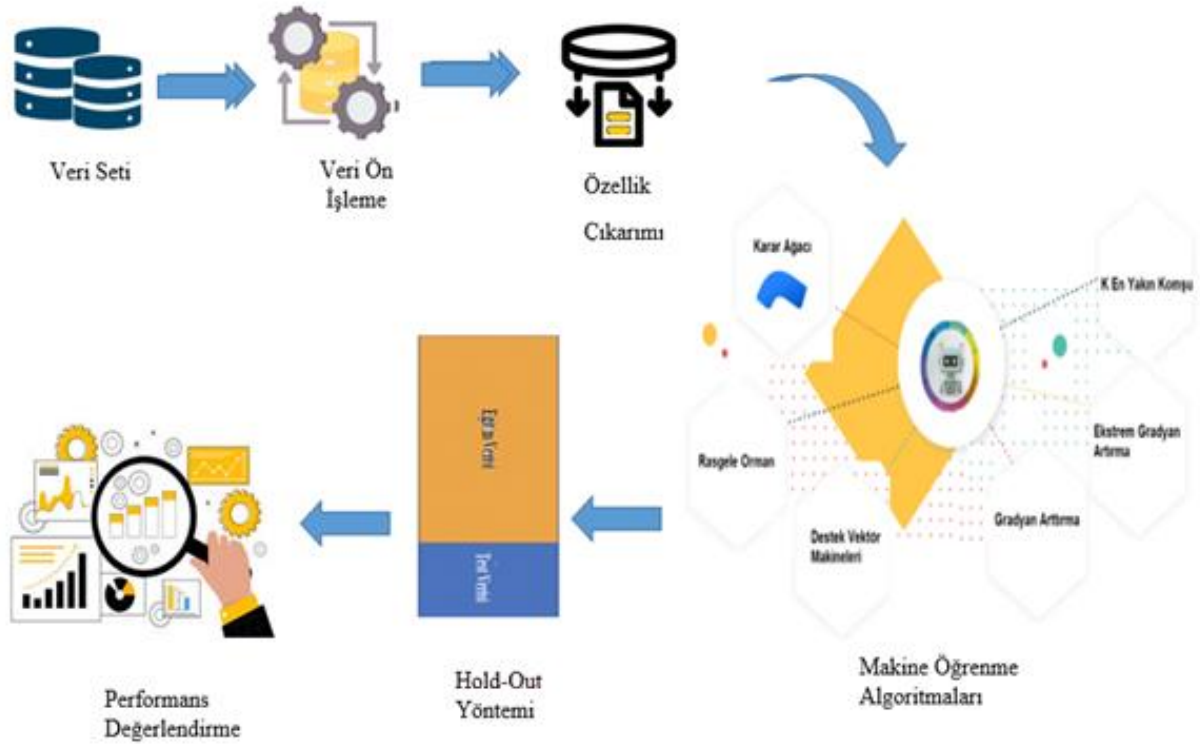 Veri Seti
Veri Ön
İşleme
Özellik
Cıkarımı
Karar Ağacı
K En Yakın Komşu
Rasgele Orman
Ekstrem Gradyan
Artırma
Destek Vektör
Makineleri
Gradyan Arttırma
Makine Öğrenme
Algoritmaları
Eğitim Verisi
Test Verisi
Hold-Out
Yöntemi
Performans
Değerlendirme